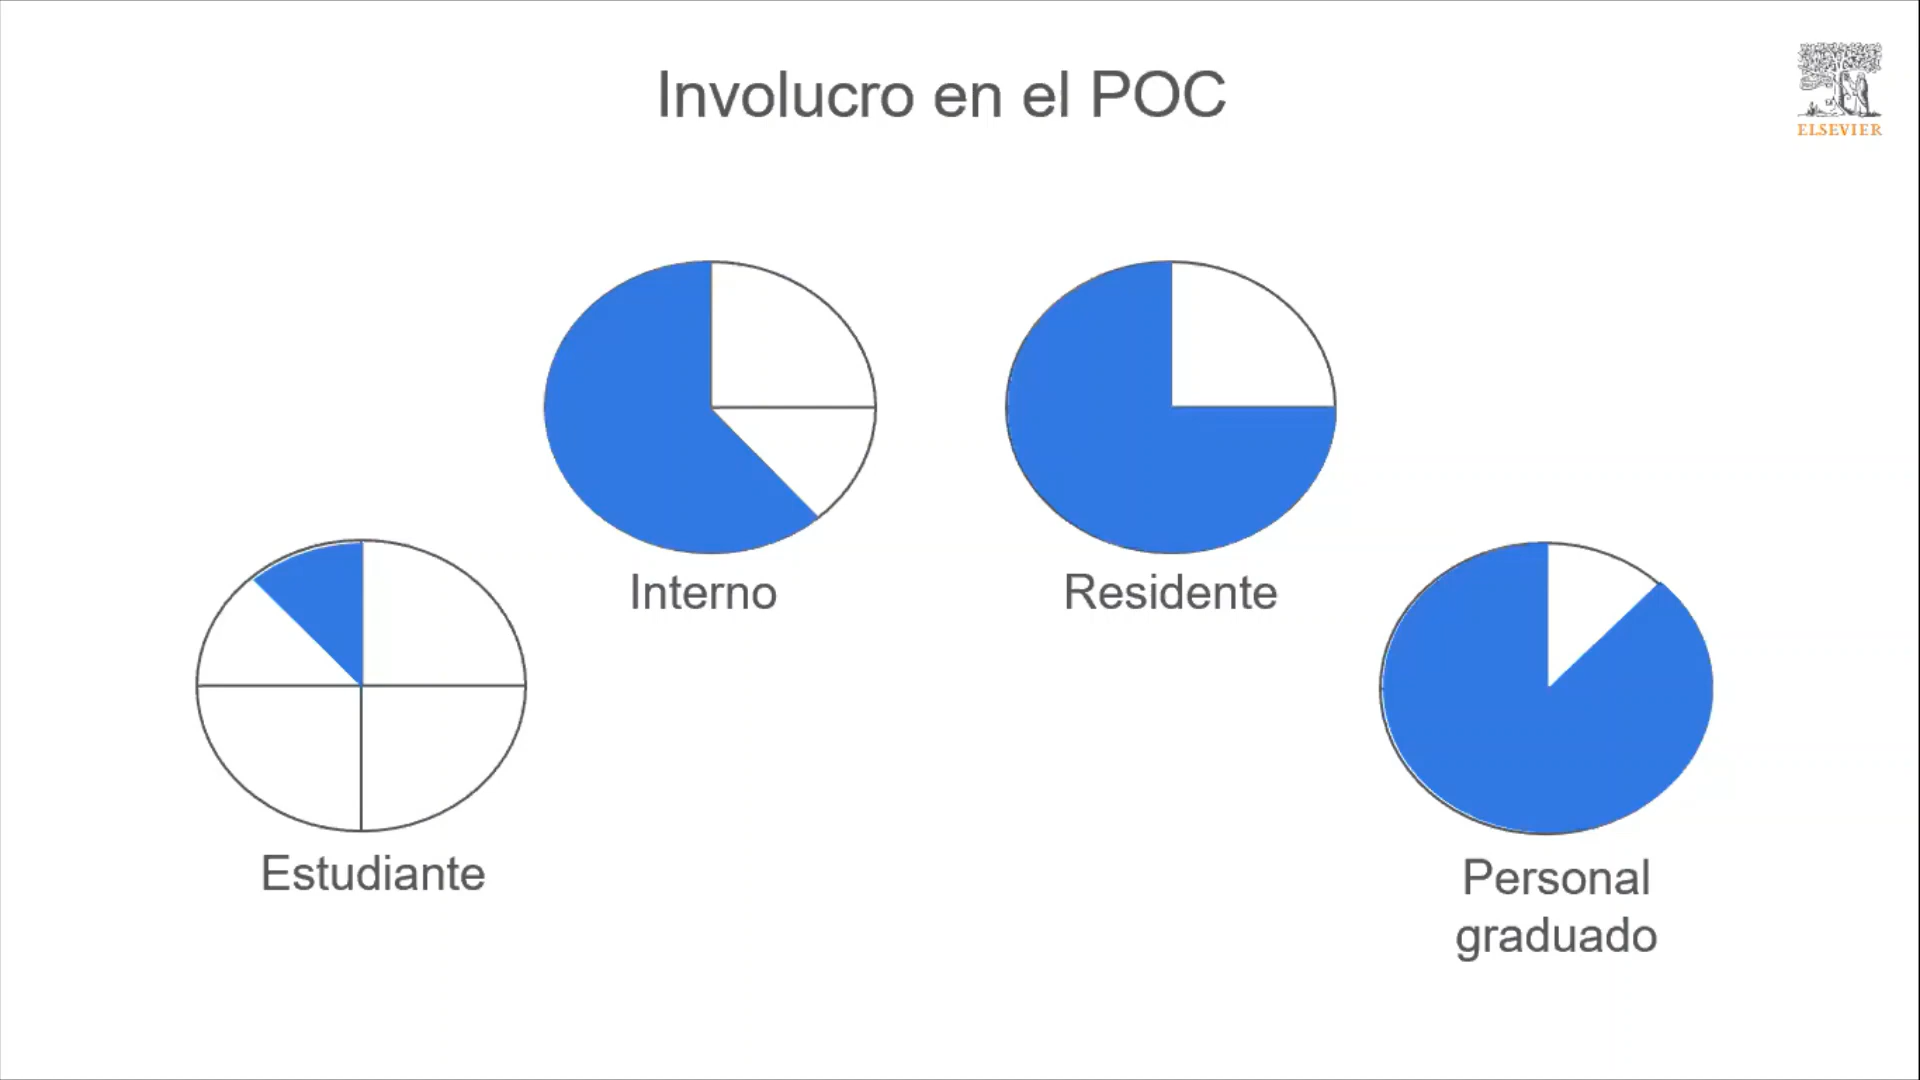 Involucro en el POC
ELSEVIER
Interno
Residente
Estudiante
Personal
graduado